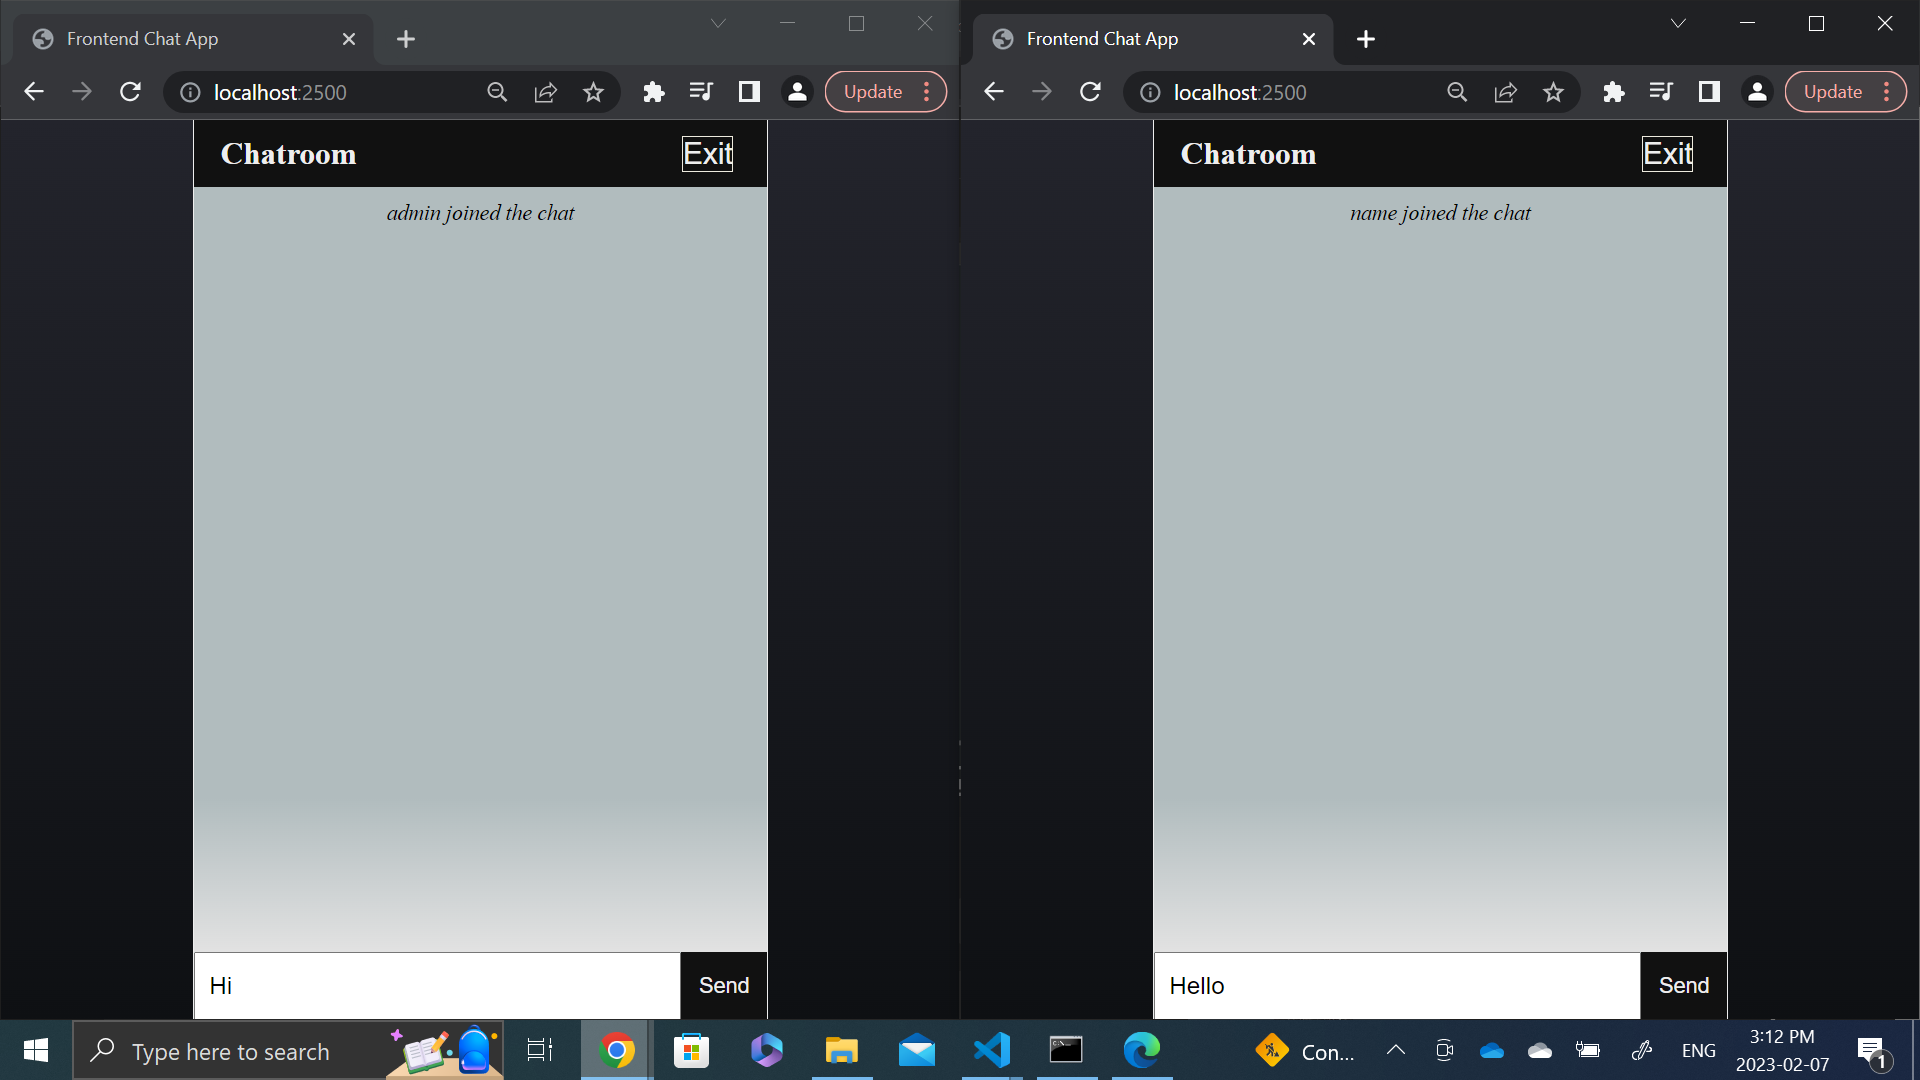 Frontend Chat App
localhost:2500
Update
Chatroom
Exit
admin joined the chat
Hi
Send
Frontend Chat App
localhost:2500
Update
Chatroom
Exit
name joined the chat
Hello
Send
Type here to search
Con...
ENG
3:12 PM
2023-02-07
1